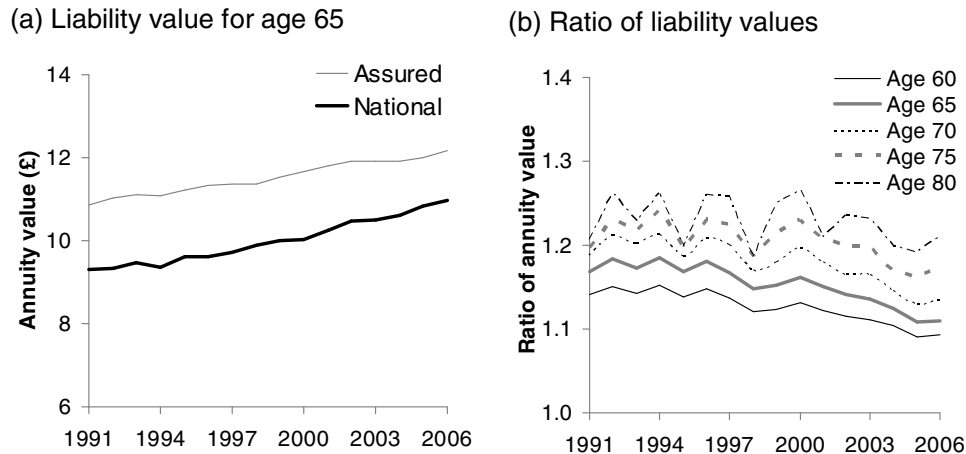 (a) Liability value for age 65
Annuity value (£)
14
12
10
8
6
Assured
National
1991 1994 1997 2000 2003 2006
(b) Ratio of liability values
Ratio of annuity value
1.4
1.3
1.2
1.1
1.0
Age 60
Age 65
Age 70
Age 75
Age 80
1991 1994 1997 2000 2003 2006